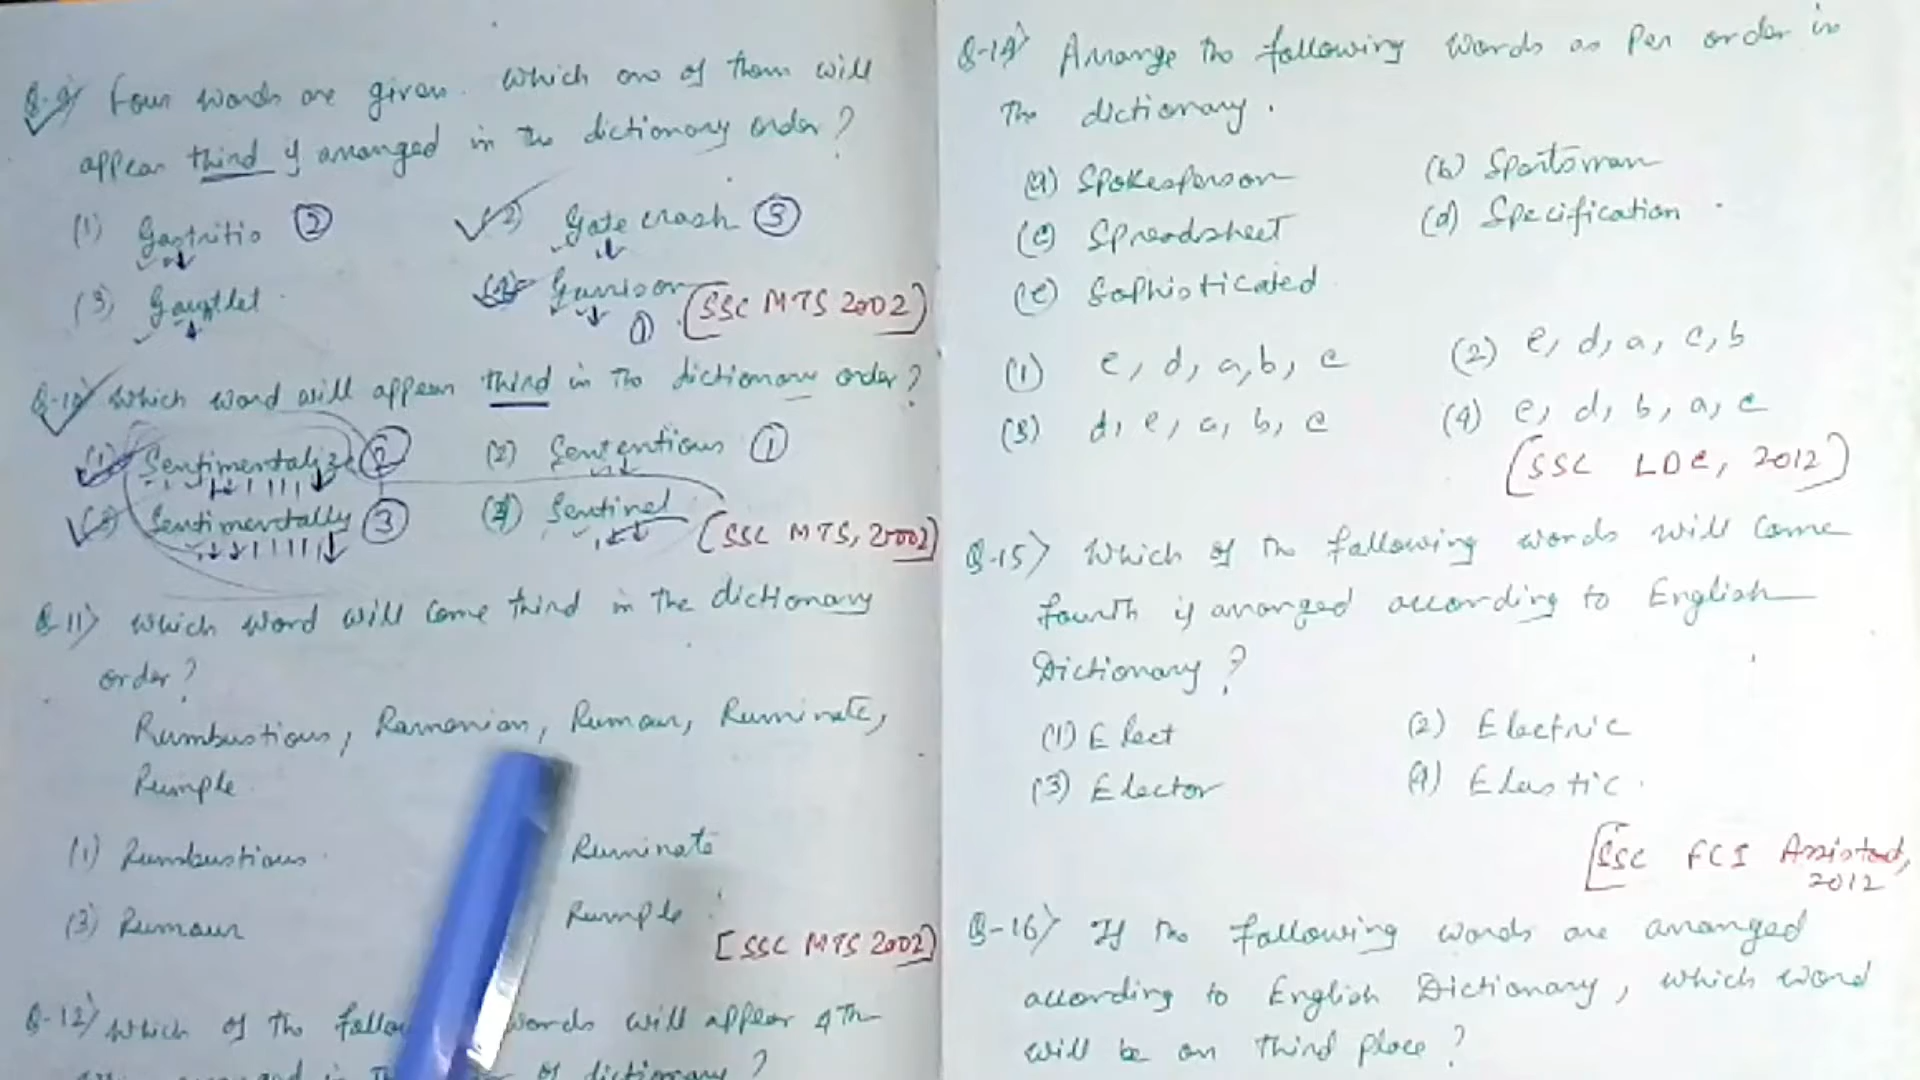 Q-9) Four words are given. Which one of them will
appear third if arranged in the dictionary order?
(1) Gastritis ② (2) Gate crash ③
(3) Gauntlet (4) Garrison ①
[SSC MTS 2002]
Q-10) Which word will appear third in the dictionary order?
(1) Sentimentalize ② (2) Sententious ①
(3) Sentimentally ③ (4) Sentinel
[SSC MTS, 2002]
Q-11) Which word will come third in the dictionary
order?
Rumbustious, Ramonian, Rumour, Ruminate,
Rumple.
(1) Rumbustious Ruminate
(3) Rumour Rumple
[SSC MTS 2002]
Q-12) Which of the words will appear 4th
of dictionary?
Q-14) Arrange the following words as per order in
the dictionary.
(a) Spokesperson (b) Sportsman
(c) Spreadsheet (d) Specification
(e) Sophisticated
(1) e, d, a, b, c (2) e, d, a, c, b
(3) d, e, a, b, c (4) e, d, b, a, c
[SSC LDC, 2012]
Q-15) Which of the following words will come
fourth if arranged according to English
Dictionary?
(1) Elect (2) Electric
(3) Elector (4) Elastic.
[SSC FCI Assistant,
2012
Q-16) If the following words are arranged
according to English Dictionary, which word
will be on third place?